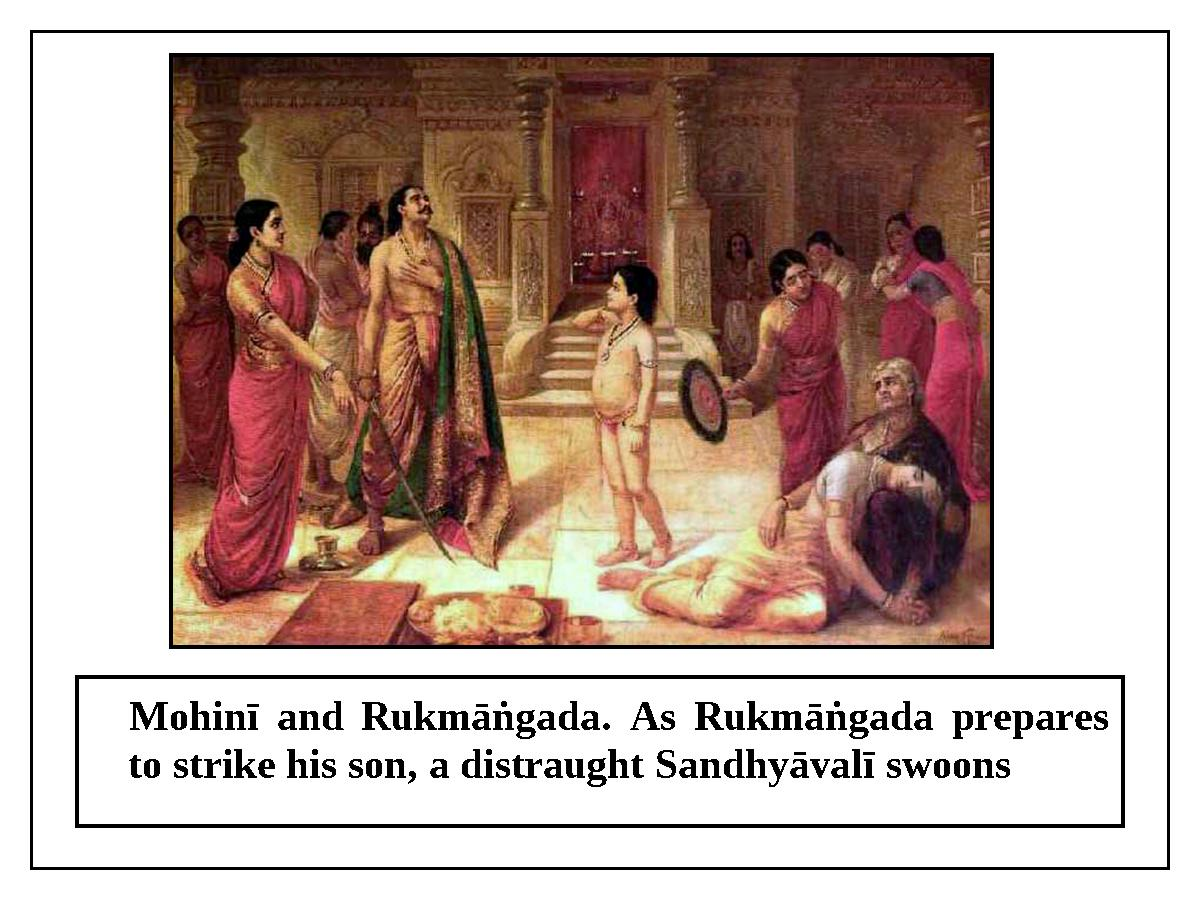 Mohinī and Rukmāṅgada. As Rukmāṅgada prepares
to strike his son, a distraught Sandhyāvalī swoons